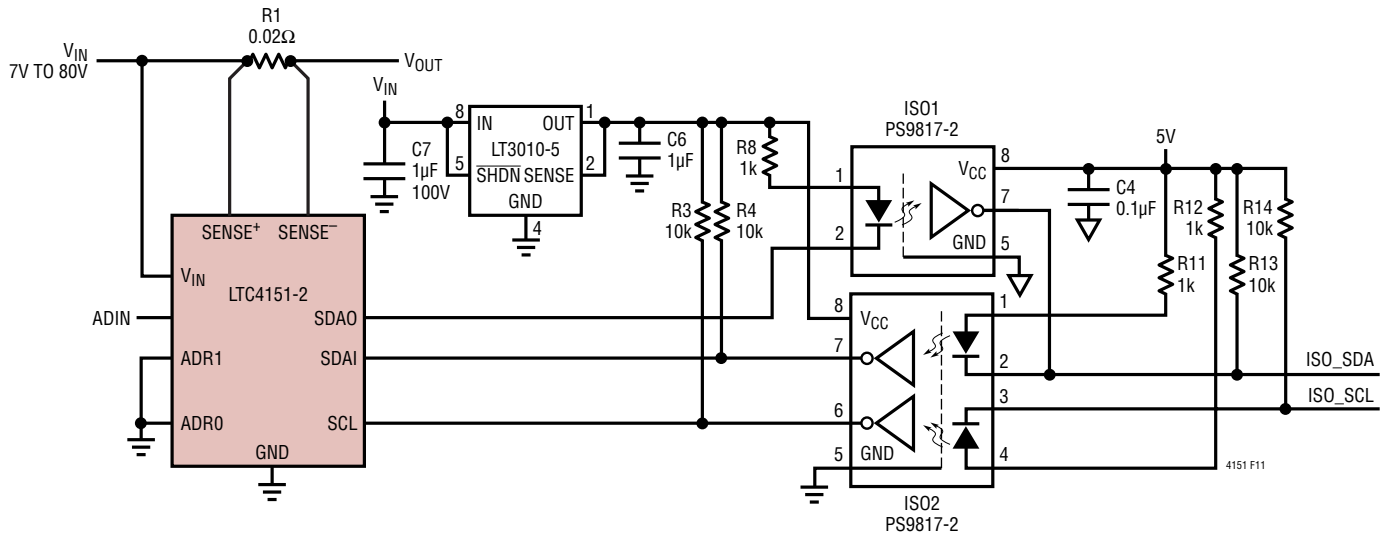 R1
0.02Ω
VIN
7V TO 80V
VOUT
VIN
C7
1µF
100V
8
IN
OUT
1
LT3010-5
5
SHDN
SENSE
2
GND
4
C6
1µF
R8
1k
R3
10k
R4
10k
ISO1
PS9817-2
1
2
VCC
8
7
GND
5
5V
C4
0.1µF
R12
1k
R14
10k
R11
1k
R13
10k
SENSE+
SENSE–
VIN
LTC4151-2
ADIN
SDAO
ADR1
SDAI
ADR0
SCL
GND
8
VCC
7
6
5
GND
1
2
3
4
ISO2
PS9817-2
ISO_SDA
ISO_SCL
4151 F11